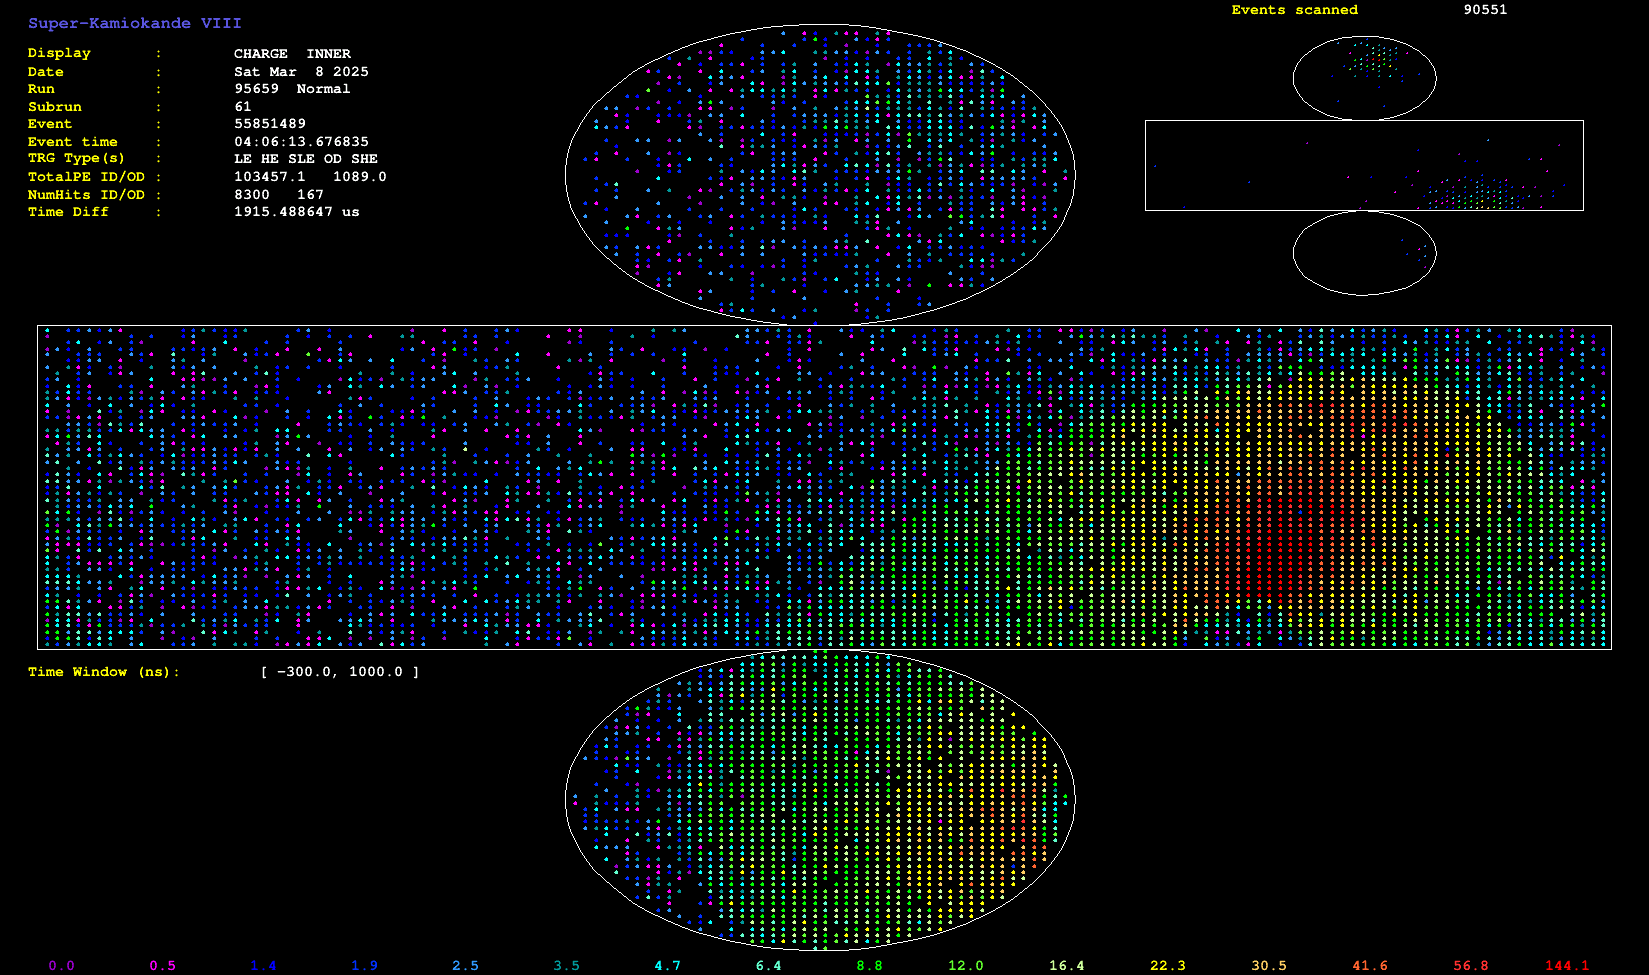 Super-Kamiokande VIII
Display : CHARGE INNER
Date : Sat Mar 8 2025
Run : 95659 Normal
Subrun : 61
Event : 55851489
Event time : 04:06:13.676835
TRG Type(s) : LE HE SLE OD SHE
TotalPE ID/OD : 103457.1 1089.0
NumHits ID/OD : 8300 167
Time Diff : 1915.488647 us
Events scanned 90551
Time Window (ns): [ -300.0, 1000.0 ]
0.0 0.5 1.4 1.9 2.5 3.5 4.7 6.4 8.8 12.0 16.4 22.3 30.5 41.6 56.8 144.1